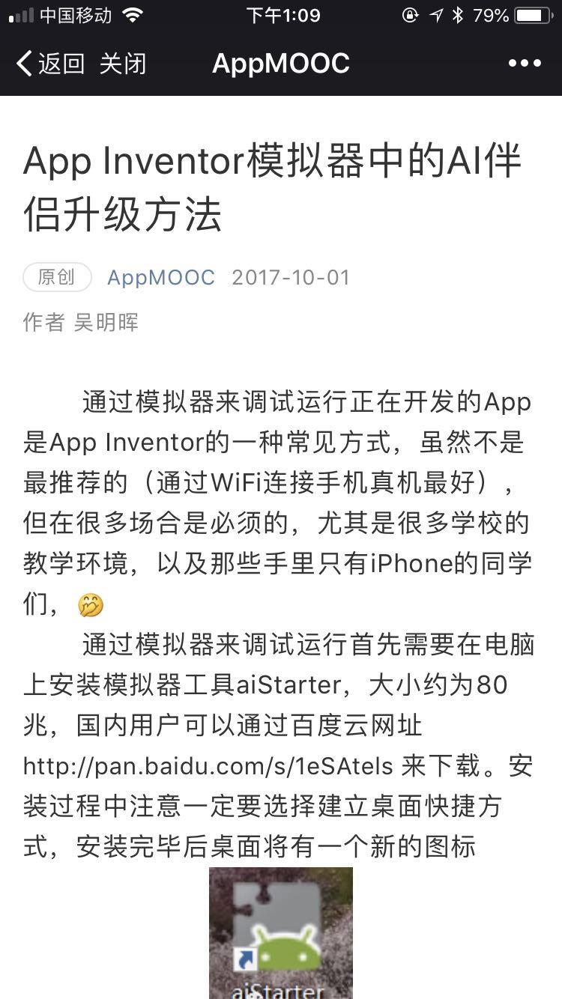 中国移动 下午1:09 79%
返回 关闭 AppMOOC
App Inventor模拟器中的AI伴
侣升级方法
原创 AppMOOC 2017-10-01
作者 吴明晖
通过模拟器来调试运行正在开发的App
是App Inventor的一种常见方式，虽然不是
最推荐的（通过WiFi连接手机真机最好），
但在很多场合是必须的，尤其是很多学校的
教学环境，以及那些手里只有iPhone的同学
们，🤭
通过模拟器来调试运行首先需要在电脑
上安装模拟器工具aiStarter，大小约为80
兆，国内用户可以通过百度云网址
http://pan.baidu.com/s/1eSAtels 来下载。安
装过程中注意一定要选择建立桌面快捷方
式，安装完毕后桌面将有一个新的图标
aiStarter